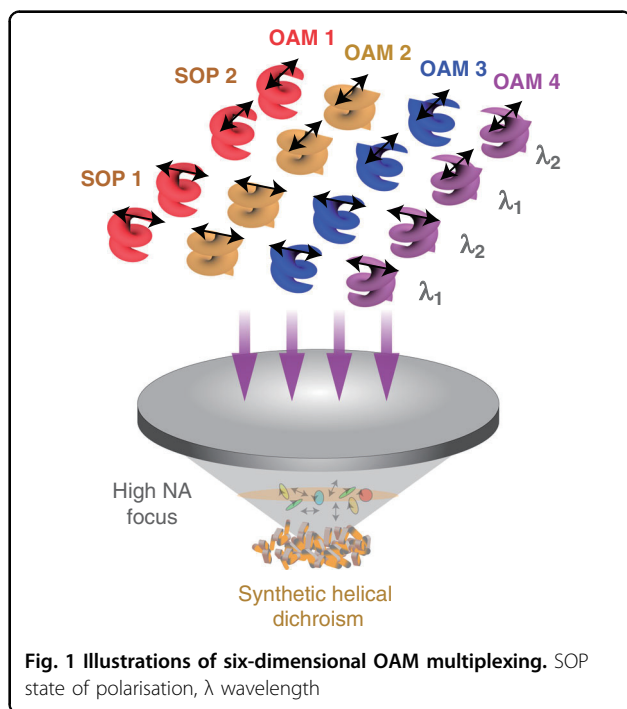 OAM 1
OAM 2
SOP 2
OAM 3
OAM 4
SOP 1
λ₂
λ₁
λ₂
λ₁
High NA
focus
Synthetic helical
dichroism
Fig. 1 Illustrations of six-dimensional OAM multiplexing. SOP
state of polarisation, λ wavelength